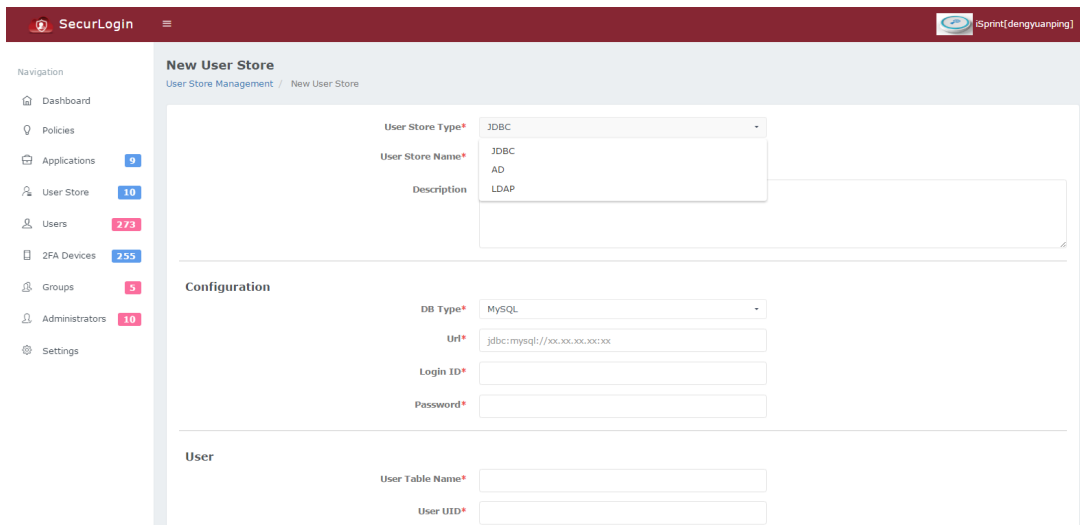 SecurLogin
iSprint[dengyuanping]
Navigation
Dashboard
Policies
Applications 9
User Store 10
Users 273
2FA Devices 255
Groups 5
Administrators 10
Settings
New User Store
User Store Management / New User Store
User Store Type* JDBC
JDBC
AD
LDAP
User Store Name*
Description
Configuration
DB Type* MySQL
Url* jdbc:mysql://xx.xx.xx.xx:xx
Login ID*
Password*
User
User Table Name*
User UID*